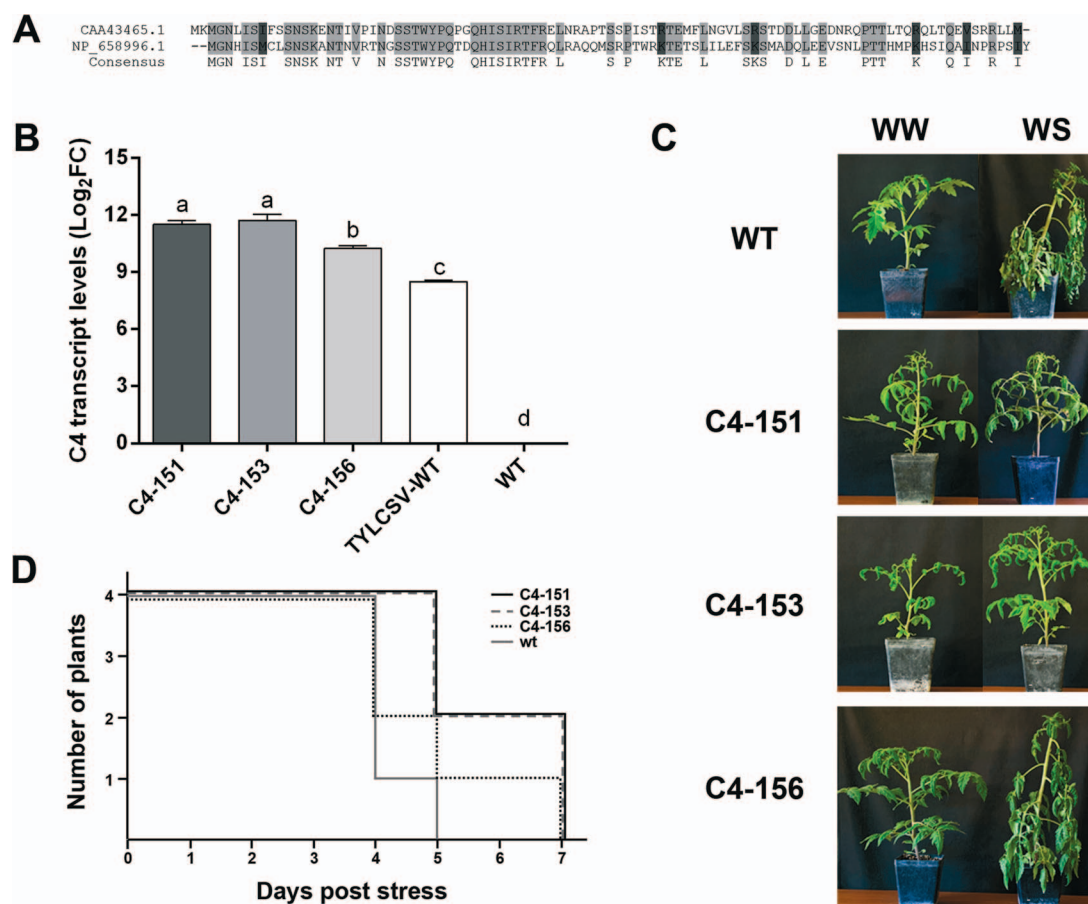 A
CAA43465.1 MKMGNLISIFSSNSKENTIVPINDSSTWYPQPGQHISIRTFRELNRAPTSSPISTRTEMFLNGVLSRSTDDLLGEDNRQPTTLTQRQLTQEVSRRLLM-
NP_658996.1 --MGNHISMCLSNSKANTNVRTNGSSTWYPQTDQHISIRTFRQLRAQQMSRPTWRKTETSLILEFSKSMADQLEEVSNLPTTHMPKHSIQAINPRPSIY
Consensus MGN ISI SNSK NT V N SSTWYPQ QHISIRTFR L S P KTE L SKS D L E PTT K Q I R I
B
C4 transcript levels (Log2FC)
15
12
9
6
3
0
a
a
b
c
d
C4-151
C4-153
C4-156
TYLCSV-WT
WT
C
WW WS
WT
C4-151
C4-153
C4-156
D
Number of plants
4
3
2
1
C4-151
C4-153
C4-156
wt
0 1 2 3 4 5 6 7
Days post stress